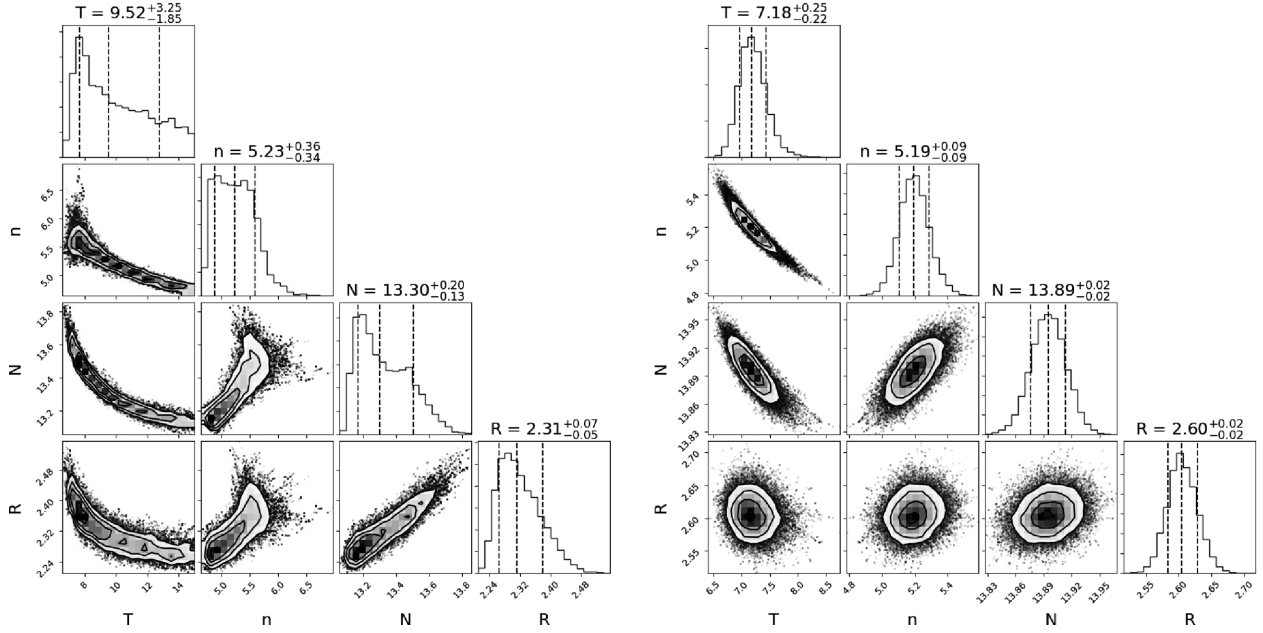 T = 9.52+3.25−1.85
T = 7.18+0.25−0.22
n = 5.23+0.36−0.34
n = 5.19+0.09−0.09
N = 13.30+0.20−0.13
N = 13.89+0.02−0.02
R = 2.31+0.07−0.05
R = 2.60+0.02−0.02
n
6.5
6.0
5.5
5.0
n
5.4
5.2
5.0
4.8
N
13.8
13.6
13.4
13.2
N
13.95
13.92
13.89
13.86
13.83
R
2.48
2.40
2.32
2.24
R
2.70
2.65
2.60
2.55
8 10 12 14
5.0 5.5 6.0 6.5
13.2 13.4 13.6 13.8
2.24 2.32 2.40 2.48
6.5 7.0 7.5 8.0 8.5
4.8 5.0 5.2 5.4
13.83 13.86 13.89 13.92 13.95
2.55 2.60 2.65 2.70
T n N R
T n N R